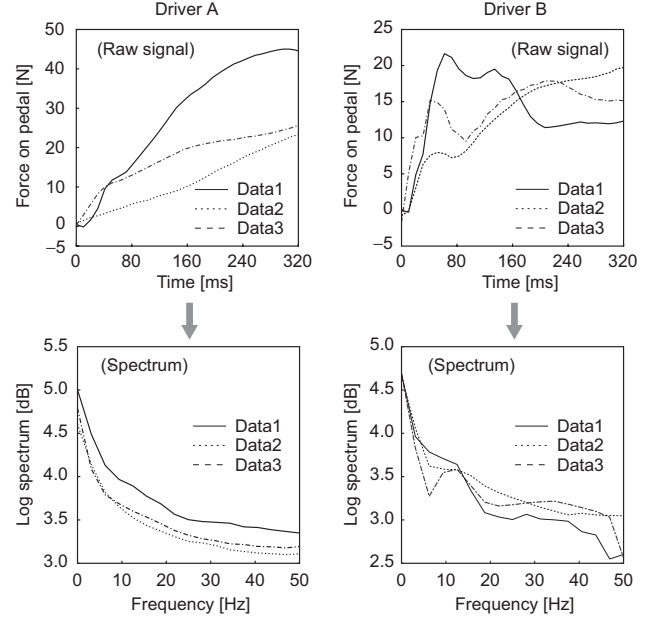 Driver A
(Raw signal)
Force on pedal [N]
50
40
30
20
10
0
–5
Data1
Data2
Data3
0
80
160
240
320
Time [ms]
Driver B
(Raw signal)
Force on pedal [N]
25
20
15
10
5
0
–5
Data1
Data2
Data3
0
80
160
240
320
Time [ms]
(Spectrum)
Log spectrum [dB]
5.5
5.0
4.5
4.0
3.5
3.0
Data1
Data2
Data3
0
10
20
30
40
50
Frequency [Hz]
(Spectrum)
Log spectrum [dB]
5.0
4.5
4.0
3.5
3.0
2.5
Data1
Data2
Data3
0
10
20
30
40
50
Frequency [Hz]